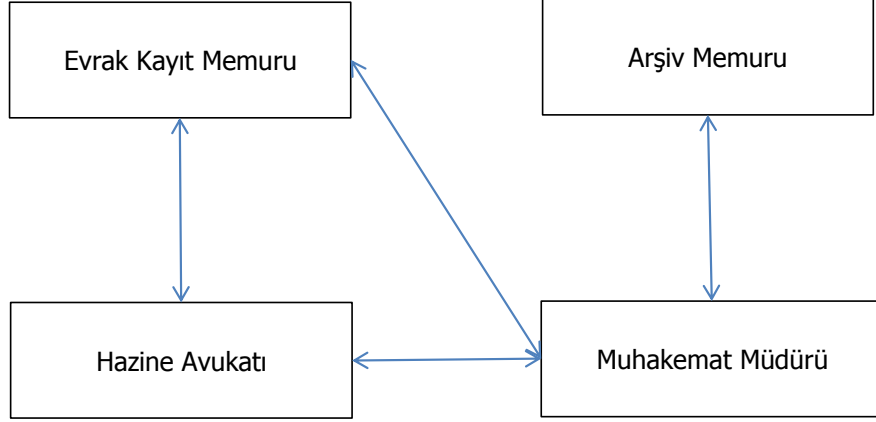 Evrak Kayıt Memuru
Arşiv Memuru
Hazine Avukatı
Muhakemat Müdürü